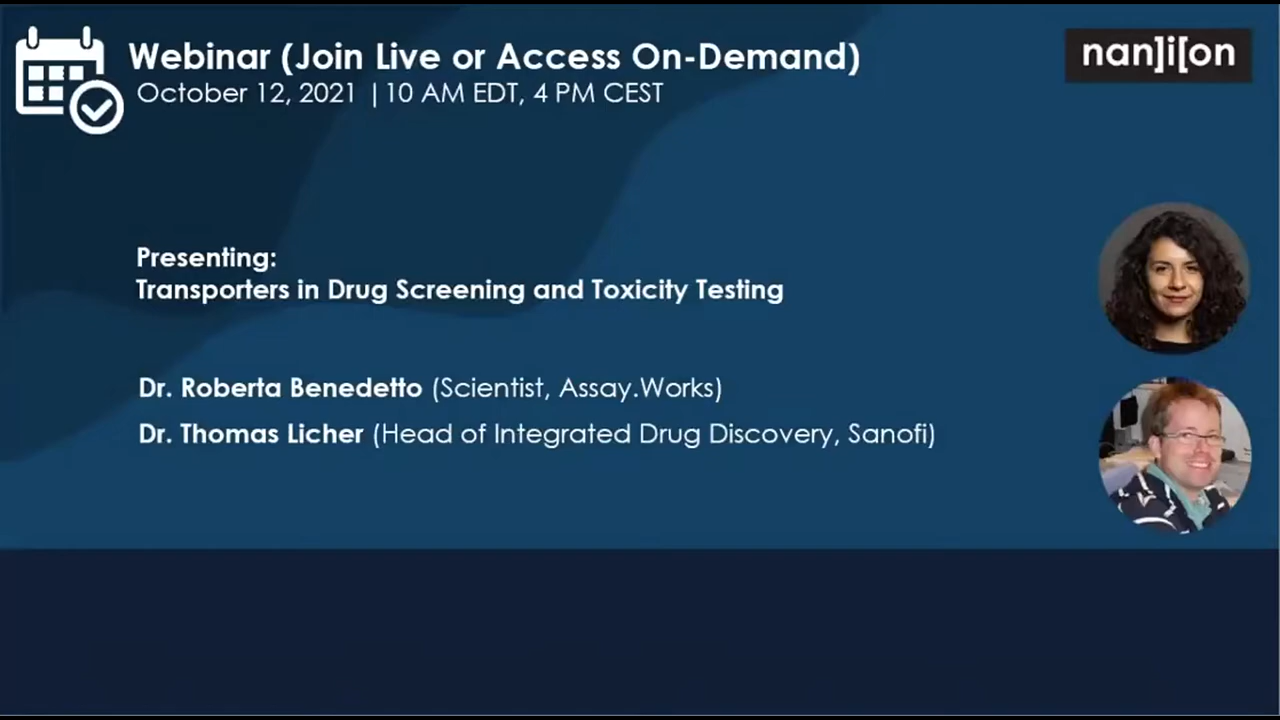 Webinar (Join Live or Access On-Demand)
October 12, 2021 | 10 AM EDT, 4 PM CEST
nan]i[on
Presenting:
Transporters in Drug Screening and Toxicity Testing
Dr. Roberta Benedetto (Scientist, Assay.Works)
Dr. Thomas Licher (Head of Integrated Drug Discovery, Sanofi)